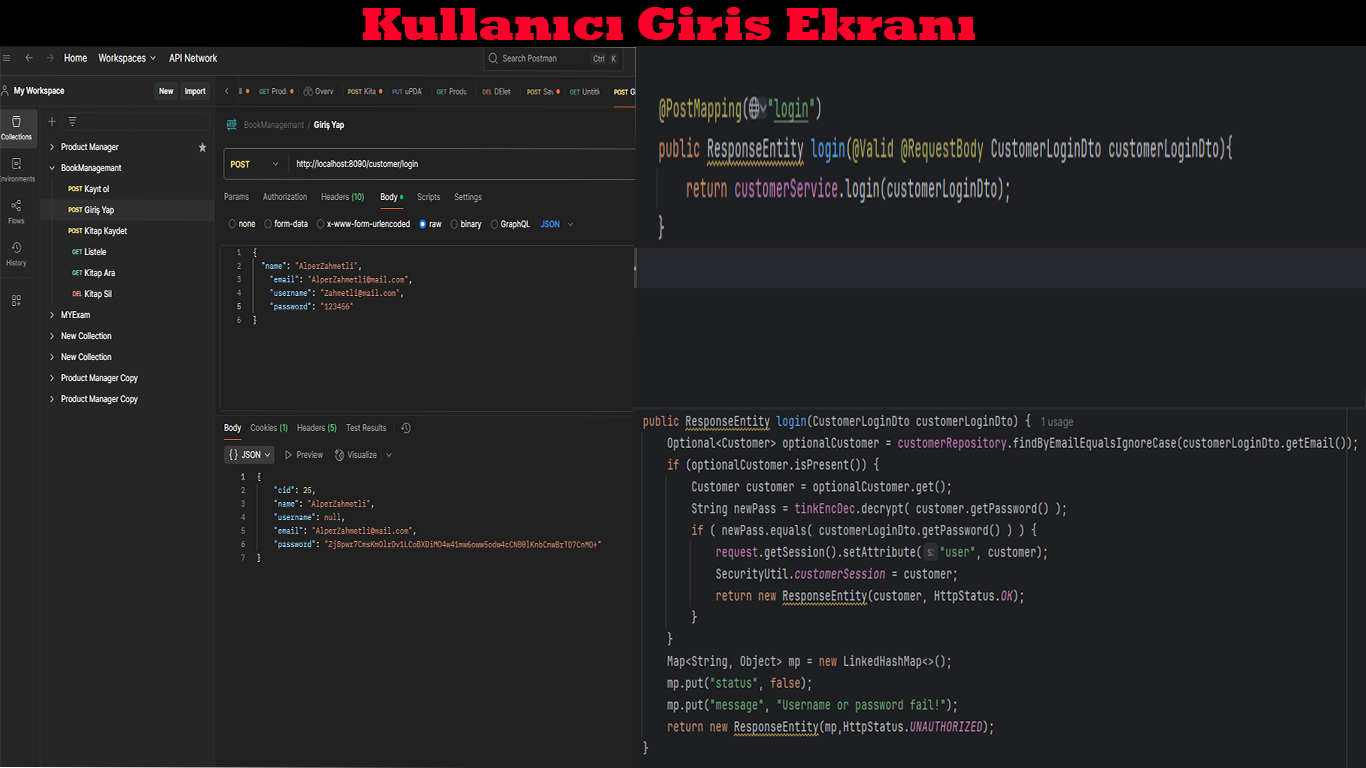 Kullanıcı Giris Ekranı
Home Workspaces API Network
Search Postman Ctrl K
My Workspace New Import
GET Prod POST Kita PUT uPDA GET Produ DEL DElet POST Sa GET Untitl POST G
Overv
Collections
Environments
Flows
History
Product Manager
BookManagement
POST Kayıt ol
POST Giriş Yap
POST Kitap Kaydet
GET Listele
GET Kitap Ara
DEL Kitap Sil
MYExam
New Collection
New Collection
Product Manager Copy
Product Manager Copy
BookManagemant / Giriş Yap
POST http://localhost:8090/customer/login
Params Authorization Headers (10) Body Scripts Settings
none form-data x-www-form-urlencoded raw binary GraphQL JSON
1 {
2 "name": "AlperZahmetli",
3 "email": "AlperZahmetli@mail.com",
4 "username": "Zahmetli@mail.com",
5 "password": "123456"
6 }
Body Cookies (1) Headers (5) Test Results
{} JSON Preview Visualize
1 {
2 "cid": 25,
3 "name": "AlperZahmetli",
4 "username": null,
5 "email": "AlperZahmetli@mail.com",
6 "password":
7 }
@PostMapping("login")
public ResponseEntity login(@Valid @RequestBody CustomerLoginDto customerLoginDto){
return customerService.login(customerLoginDto);
}
public ResponseEntity login(CustomerLoginDto customerLoginDto) { 1 usage
Optional<Customer> optionalCustomer = customerRepository.findByEmailEqualsIgnoreCase(customerLoginDto.getEmail());
if (optionalCustomer.isPresent()) {
Customer customer = optionalCustomer.get();
String newPass = tinkEncDec.decrypt( customer.getPassword() );
if ( newPass.equals( customerLoginDto.getPassword() ) ) {
request.getSession().setAttribute( s: "user", customer);
SecurityUtil.customerSession = customer;
return new ResponseEntity(customer, HttpStatus.OK);
}
}
Map<String, Object> mp = new LinkedHashMap<>();
mp.put("status", false);
mp.put("message", "Username or password fail!");
return new ResponseEntity(mp,HttpStatus.UNAUTHORIZED);
}